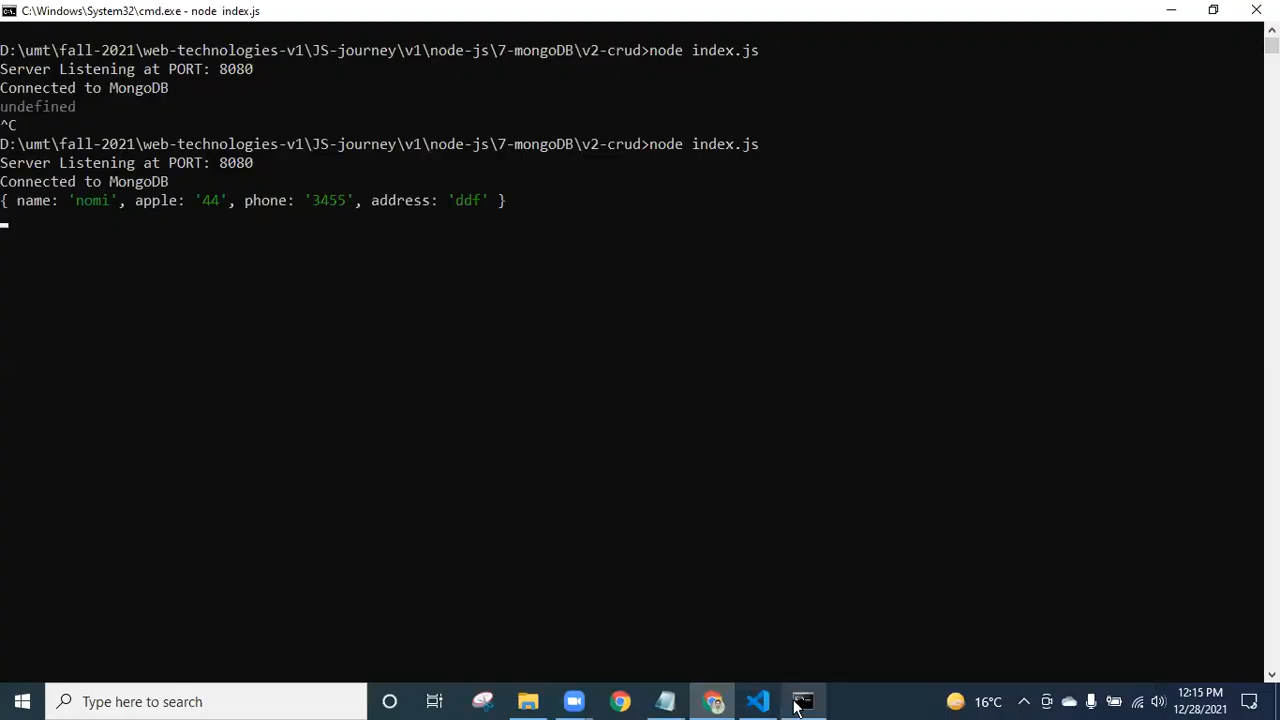 C:\Windows\System32\cmd.exe - node index.js
D:\umt\fall-2021\web-technologies-v1\JS-journey\v1\node-js\7-mongoDB\v2-crud>node index.js
Server Listening at PORT: 8080
Connected to MongoDB
undefined
^C
D:\umt\fall-2021\web-technologies-v1\JS-journey\v1\node-js\7-mongoDB\v2-crud>node index.js
Server Listening at PORT: 8080
Connected to MongoDB
{ name: 'nomi', apple: '44', phone: '3455', address: 'ddf' }
Type here to search
16°C
12:15 PM
12/28/2021